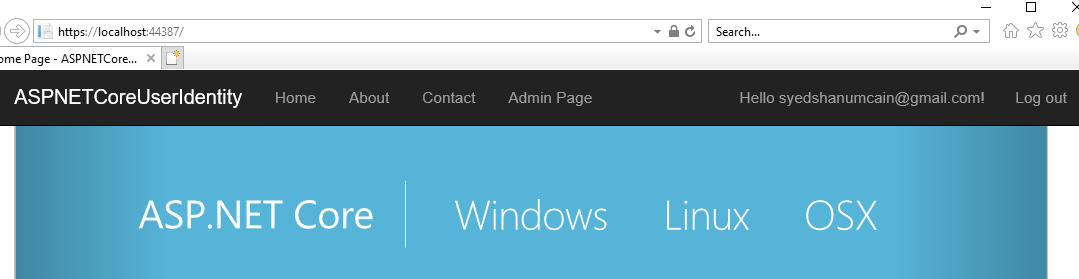 https://localhost:44387/
Search...
ome Page - ASPNETCore...
ASPNETCoreUserIdentity Home About Contact Admin Page Hello syedshanumcain@gmail.com! Log out
ASP.NET Core Windows Linux OSX